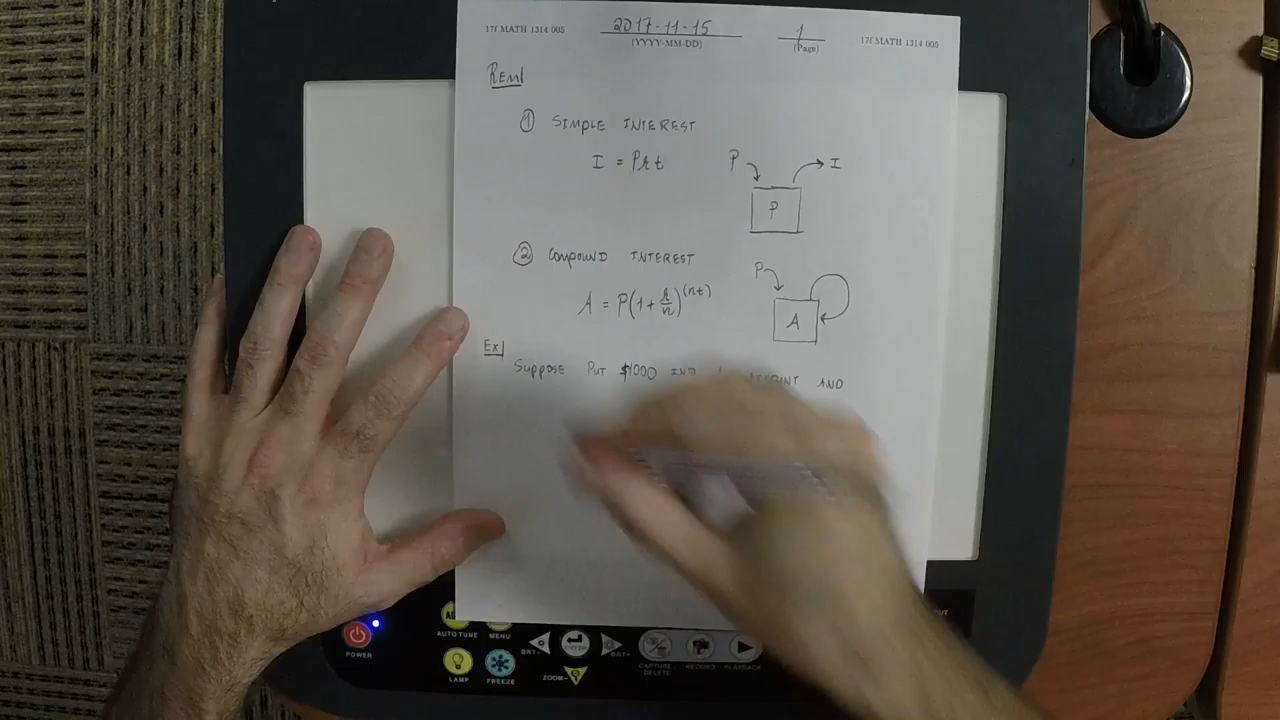 17f MATH 1314 005
2017-11-15
(YYYY-MM-DD)
1
(Page)
17f MATH 1314 005
Rem
① SIMPLE INTEREST
I = Prt
P
I
P
② COMPOUND INTEREST
A = P(1 + r/n)^(nt)
P
A
Ex
SUPPOSE PUT $1000 AND
POWER
AUTO TUNE
MENU
BRT-
BRT+
LAMP
FREEZE
ZOOM-
CAPTURE
DELETE
RECORD
PLAYBACK